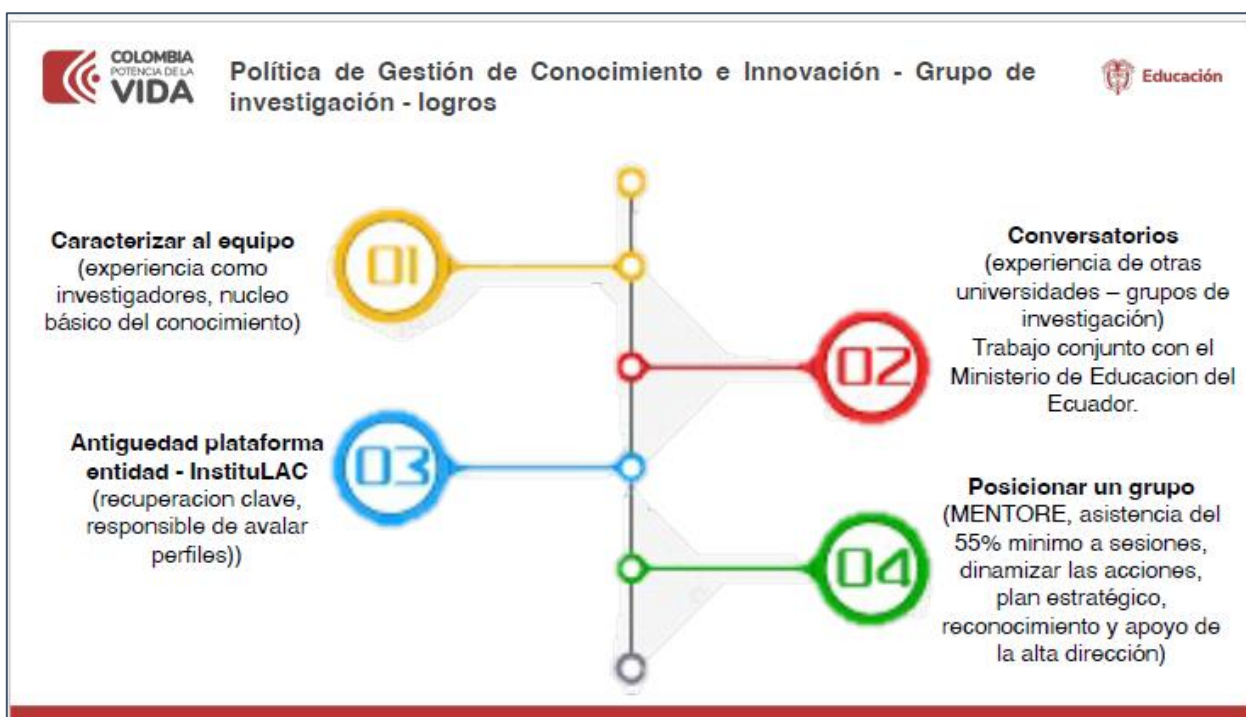 COLOMBIA
POTENCIA DE LA
VIDA
Política de Gestión de Conocimiento e Innovación - Grupo de
investigación - logros
Educación
Caracterizar al equipo
(experiencia como
investigadores, nucleo
básico del conocimiento)
01
Conversatorios
(experiencia de otras
universidades – grupos de
investigación)
Trabajo conjunto con el
Ministerio de Educacion del
Ecuador.
02
Antiguedad plataforma
entidad - InstituLAC
(recuperacion clave,
responsible de avalar
perfiles))
03
Posicionar un grupo
(MENTORE, asistencia del
55% minimo a sesiones,
dinamizar las acciones,
plan estratégico,
reconocimiento y apoyo de
la alta dirección)
04